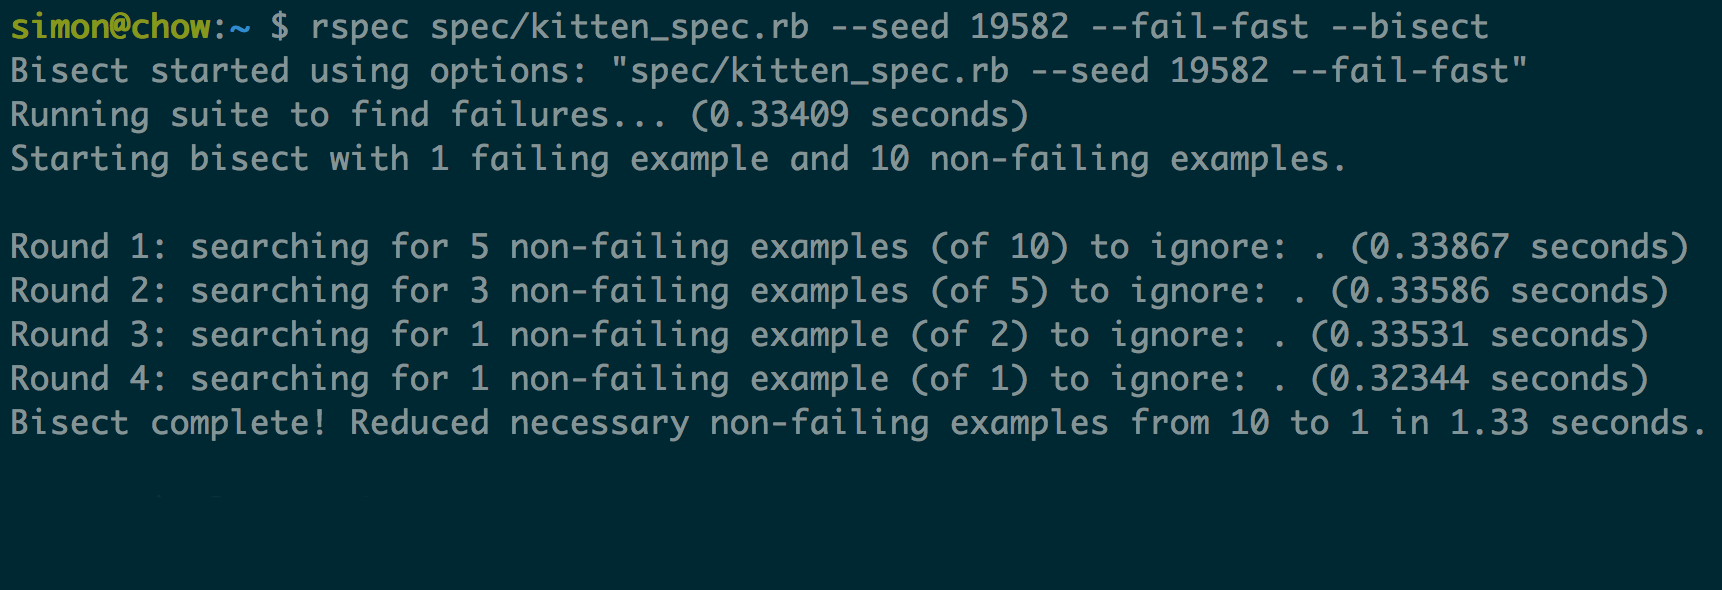 simon@chow:~ $ rspec spec/kitten_spec.rb --seed 19582 --fail-fast --bisect
Bisect started using options: "spec/kitten_spec.rb --seed 19582 --fail-fast"
Running suite to find failures... (0.33409 seconds)
Starting bisect with 1 failing example and 10 non-failing examples.
Round 1: searching for 5 non-failing examples (of 10) to ignore: . (0.33867 seconds)
Round 2: searching for 3 non-failing examples (of 5) to ignore: . (0.33586 seconds)
Round 3: searching for 1 non-failing example (of 2) to ignore: . (0.33531 seconds)
Round 4: searching for 1 non-failing example (of 1) to ignore: . (0.32344 seconds)
Bisect complete! Reduced necessary non-failing examples from 10 to 1 in 1.33 seconds.